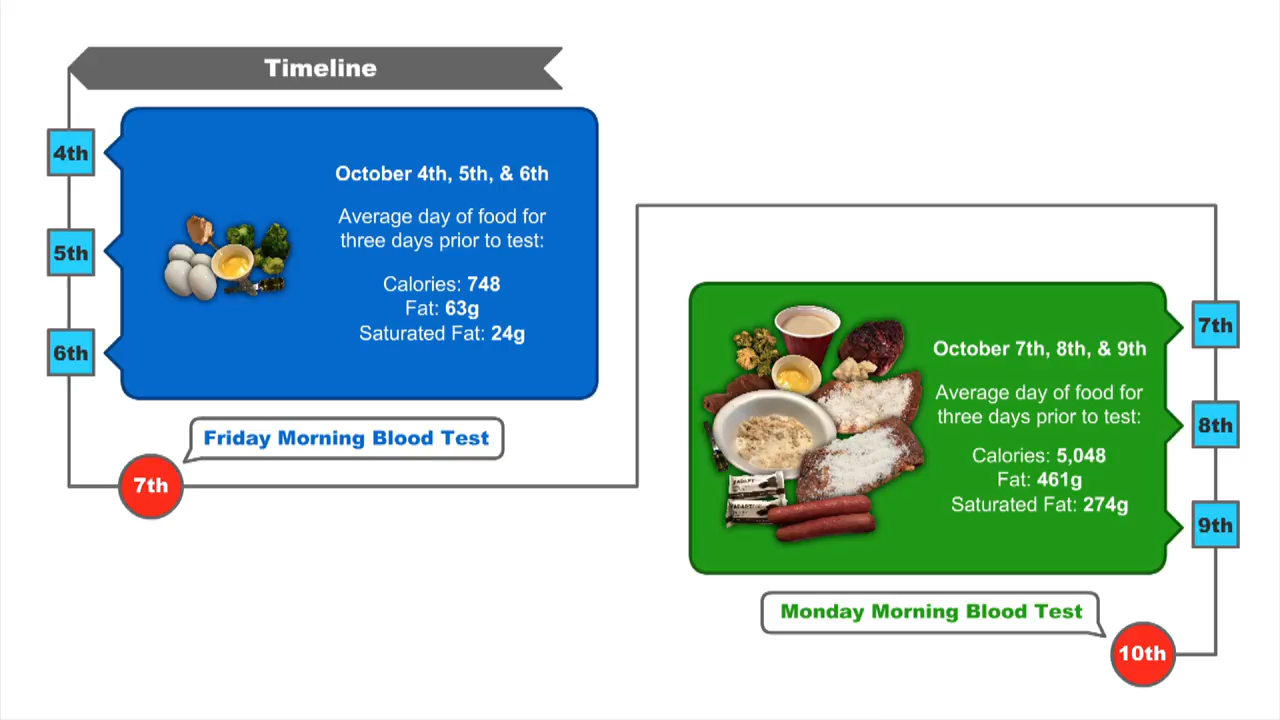 Timeline
4th
5th
6th
October 4th, 5th, & 6th
Average day of food for
three days prior to test:
Calories: 748
Fat: 63g
Saturated Fat: 24g
Friday Morning Blood Test
7th
7th
8th
9th
October 7th, 8th, & 9th
Average day of food for
three days prior to test:
Calories: 5,048
Fat: 461g
Saturated Fat: 274g
Monday Morning Blood Test
10th